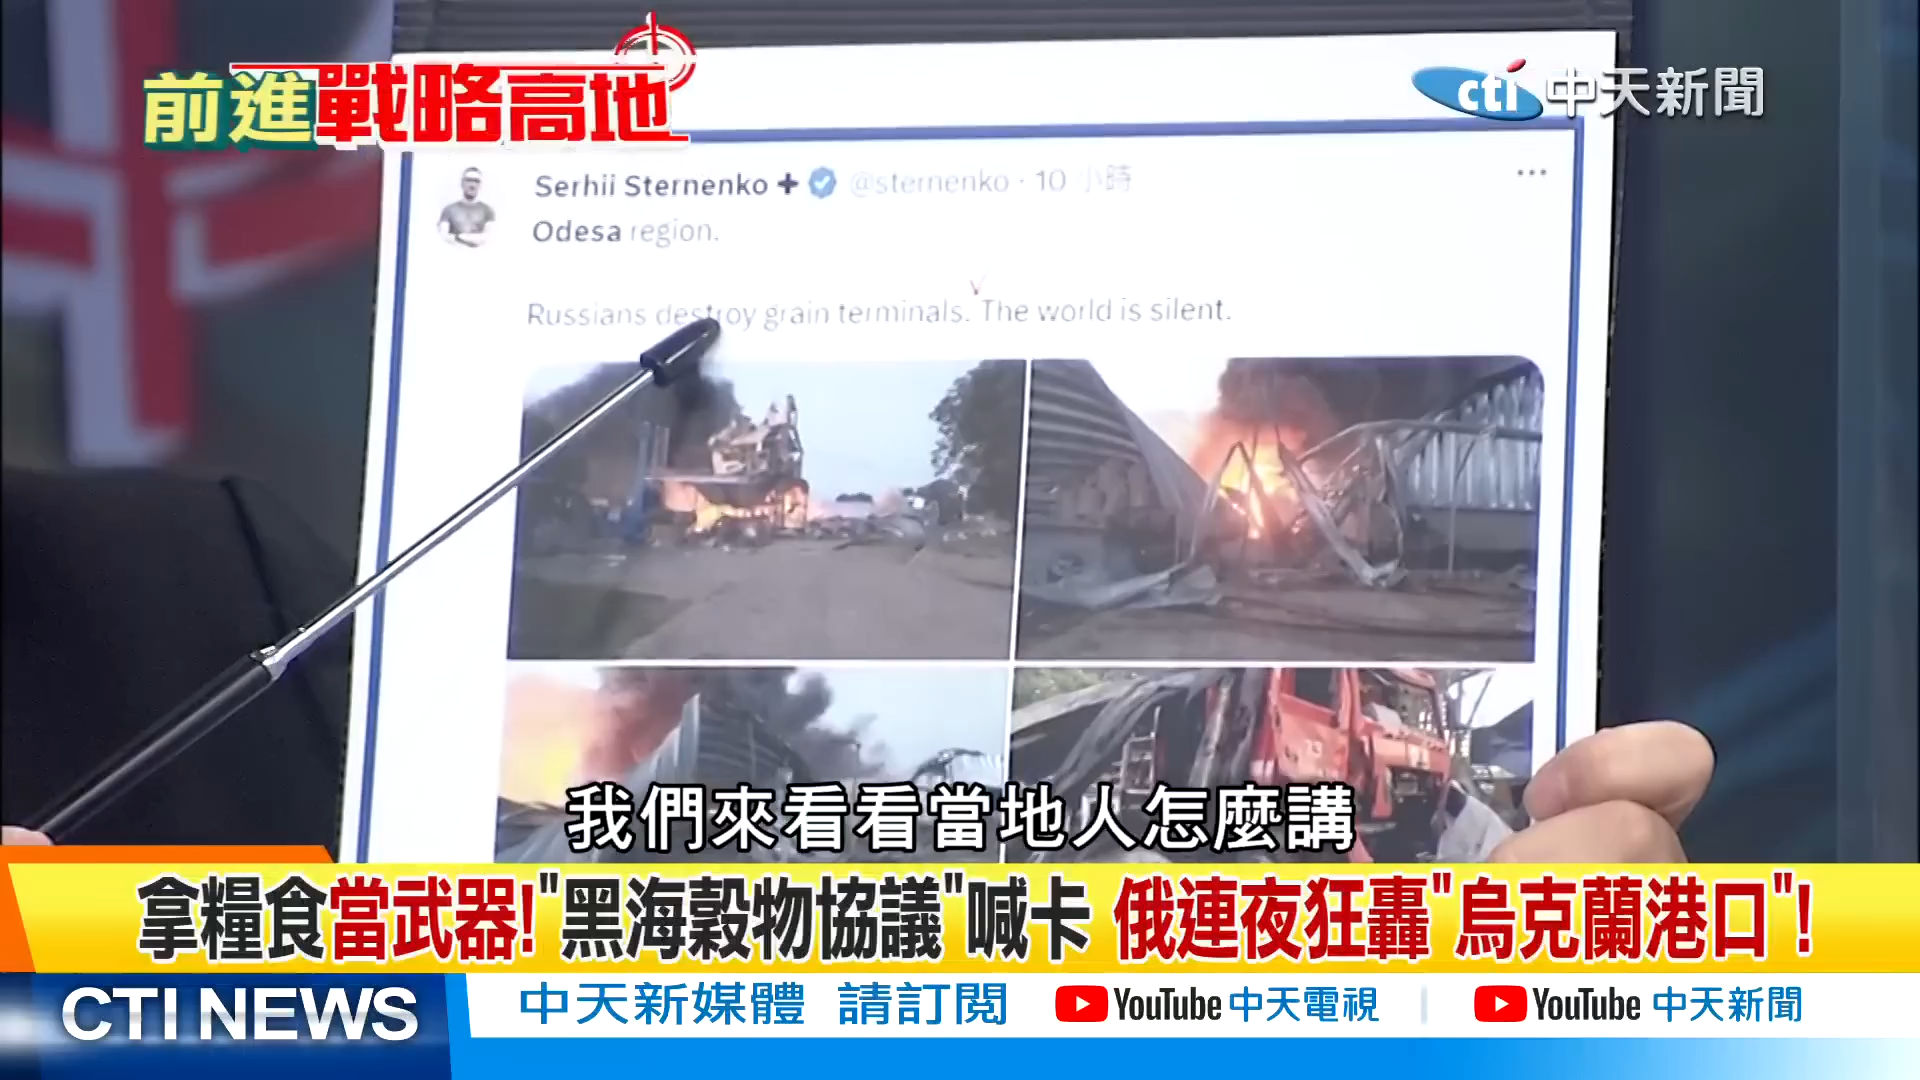 前進戰略高地
cti 中天新聞
Serhii Sternenko @sternenko · 10 小時
Odesa region.
Russians destroy grain terminals. The world is silent.
我們來看看當地人怎麼講
拿糧食當武器!"黑海穀物協議"喊卡 俄連夜狂轟"烏克蘭港口"!
CTI NEWS 中天新媒體 請訂閱 YouTube 中天電視 | YouTube 中天新聞